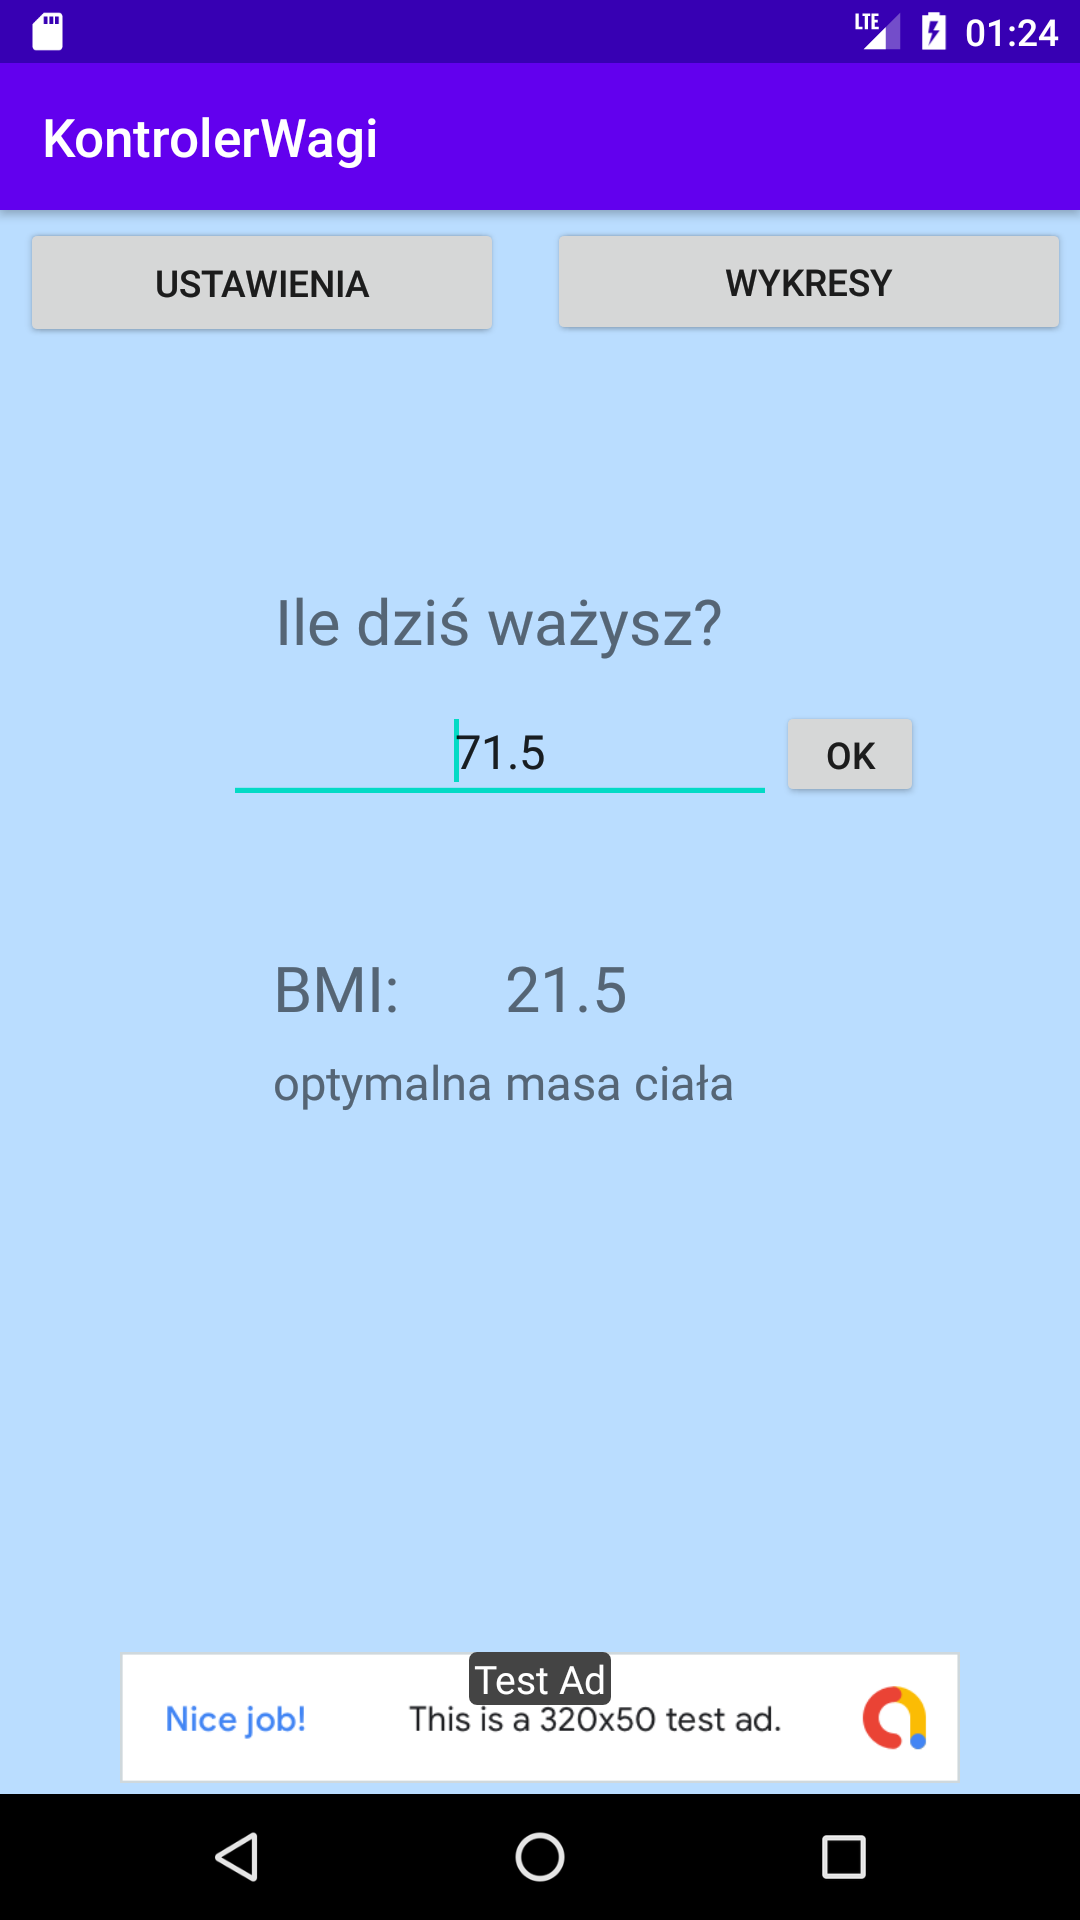 LTE 01:24
KontrolerWagi
USTAWIENIA WYKRESY
Ile dziś ważysz?
71.5 OK
BMI: 21.5
optymalna masa ciała
Test Ad
Nice job! This is a 320x50 test ad.